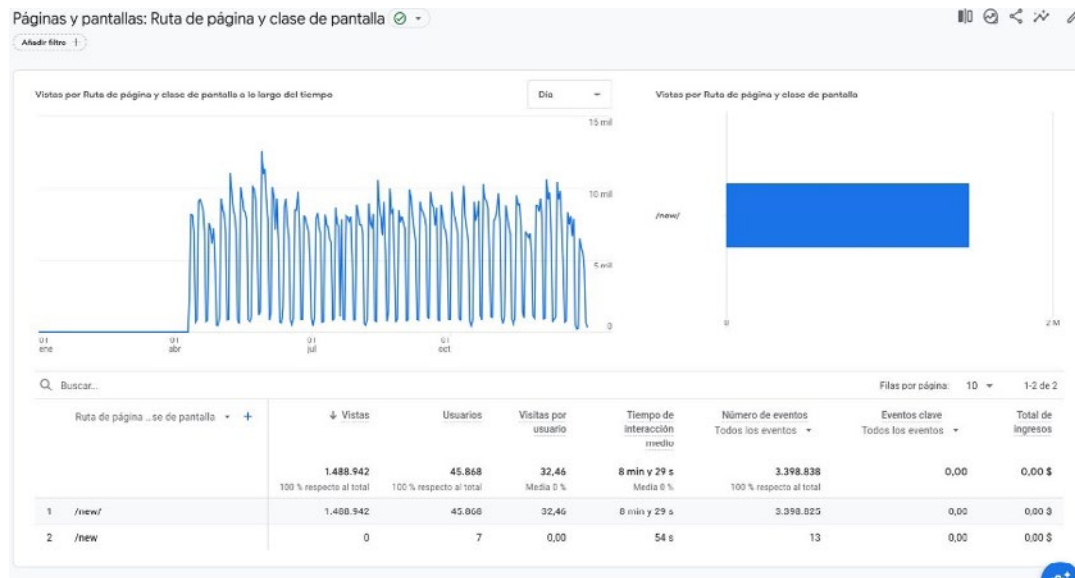 Páginas y pantallas: Ruta de página y clase de pantalla
Añadir filtro +
Vistas por Ruta de página y clase de pantalla a lo largo del tiempo
Día
Vistas por Ruta de página y clase de pantalla
15 mil
10 mil
5 mil
0
01 ene
01 abr
01 jul
01 oct
/new/
0
2 M
Buscar...
Filas por página: 10
1-2 de 2
Ruta de página ...se de pantalla +
↓ Vistas
Usuarios
Visitas por usuario
Tiempo de interacción medio
Número de eventos
Todos los eventos
Eventos clave
Todos los eventos
Total de ingresos
1.488.942 45.868 32,46 8 min y 29 s 3.398.838 0,00 0,00 $
100 % respecto al total 100 % respecto al total Media 0 % Media 0 % 100 % respecto al total
1 /new/ 1.488.942 45.868 32,46 8 min y 29 s 3.398.825 0,00 0,00 $
2 /new 0 7 0,00 54 s 13 0,00 0,00 $